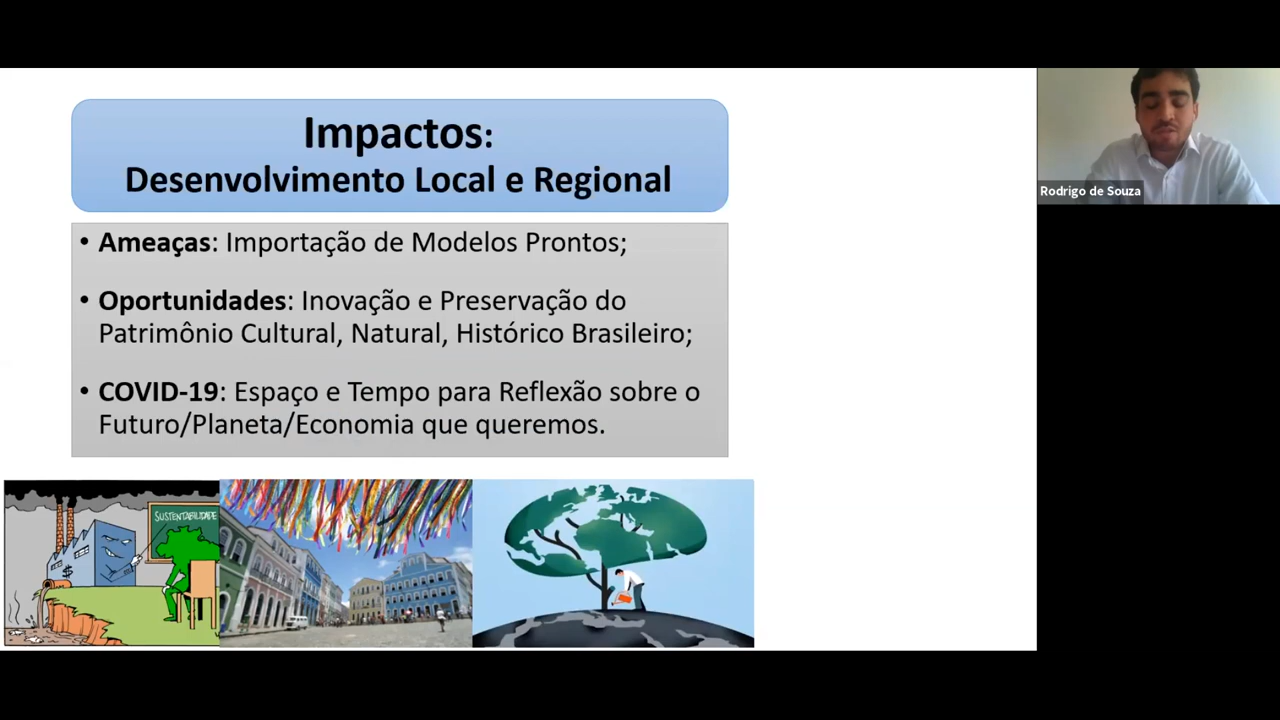 Impactos:
Desenvolvimento Local e Regional
• Ameaças: Importação de Modelos Prontos;
• Oportunidades: Inovação e Preservação do
Patrimônio Cultural, Natural, Histórico Brasileiro;
• COVID-19: Espaço e Tempo para Reflexão sobre o
Futuro/Planeta/Economia que queremos.
SUSTENTABILIDADE
$
Rodrigo de Souza